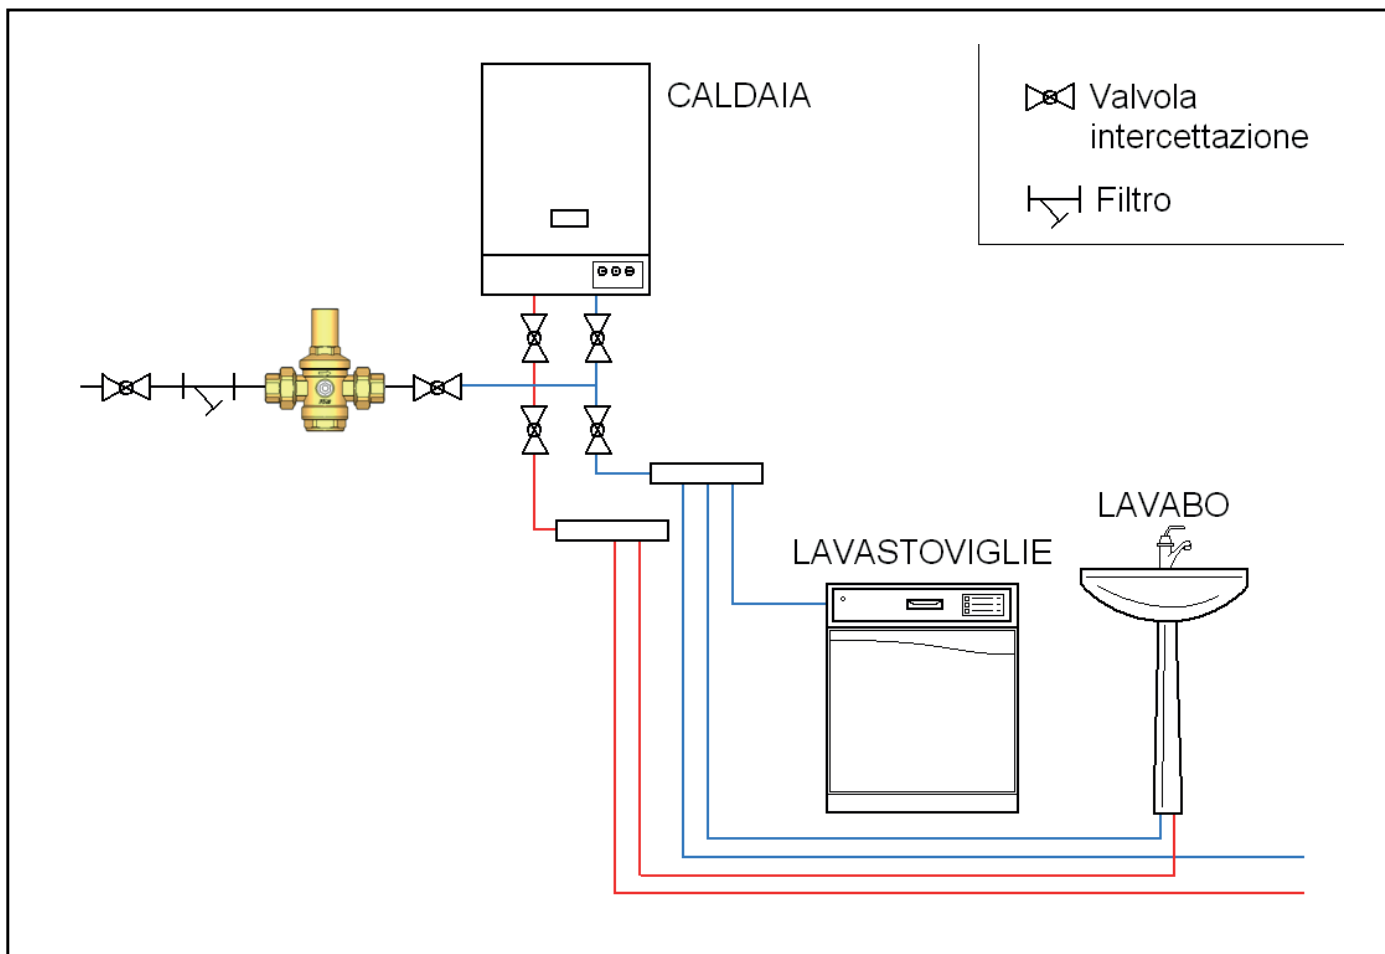 CALDAIA
Valvola
intercettazione
Filtro
LAVABO
LAVASTOVIGLIE